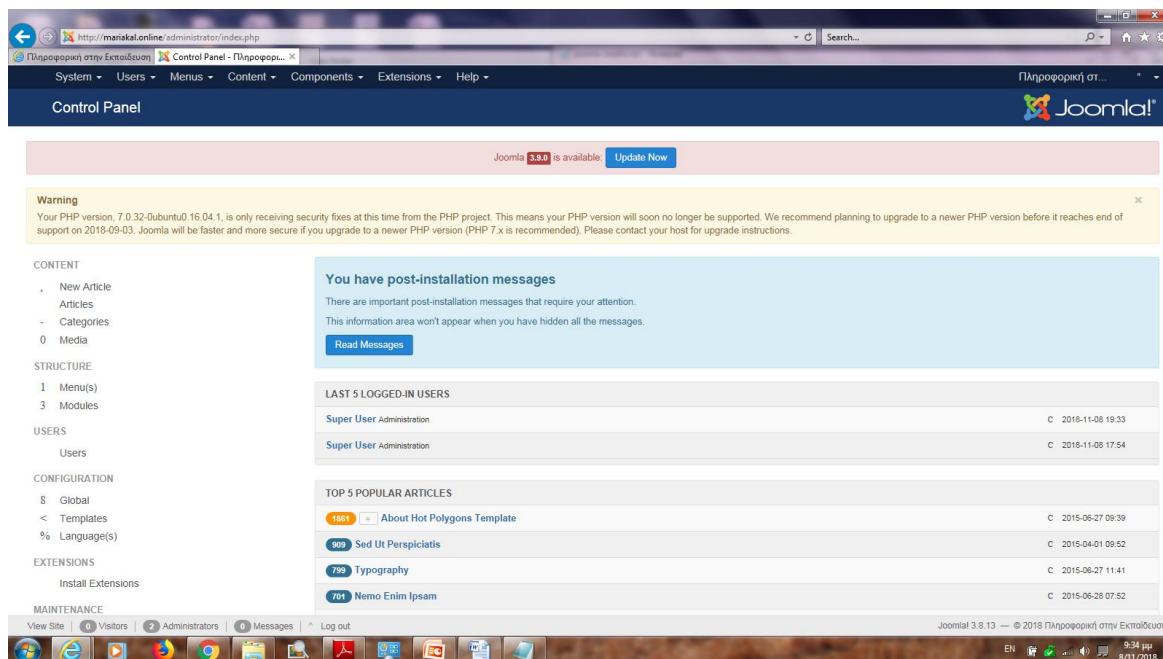 http://mariakal.online/administrator/index.php
Search...
Πληροφορική στην Εκπαίδευση
Control Panel - Πληροφορι...
System Users Menus Content Components Extensions Help
Πληροφορική στ...
Control Panel
Joomla!®
Joomla 3.9.0 is available: Update Now
Warning
Your PHP version, 7.0.32-0ubuntu0.16.04.1, is only receiving security fixes at this time from the PHP project. This means your PHP version will soon no longer be supported. We recommend planning to upgrade to a newer PHP version before it reaches end of
support on 2018-09-03. Joomla will be faster and more secure if you upgrade to a newer PHP version (PHP 7.x is recommended). Please contact your host for upgrade instructions.
CONTENT
New Article
Articles
- Categories
0 Media
STRUCTURE
1 Menu(s)
3 Modules
USERS
Users
CONFIGURATION
8 Global
< Templates
% Language(s)
EXTENSIONS
Install Extensions
MAINTENANCE
You have post-installation messages
There are important post-installation messages that require your attention.
This information area won't appear when you have hidden all the messages.
Read Messages
LAST 5 LOGGED-IN USERS
Super User Administration C 2018-11-08 19:33
Super User Administration C 2018-11-08 17:54
TOP 5 POPULAR ARTICLES
1861 About Hot Polygons Template C 2015-06-27 09:39
909 Sed Ut Perspiciatis C 2015-04-01 09:52
799 Typography C 2015-06-27 11:41
701 Nemo Enim Ipsam C 2015-06-28 07:52
View Site | 0 Visitors | 2 Administrators | 0 Messages | ^ Log out
Joomla! 3.8.13 — © 2018 Πληροφορική στην Εκπαίδευση
EN
9:34 μμ
8/11/2018